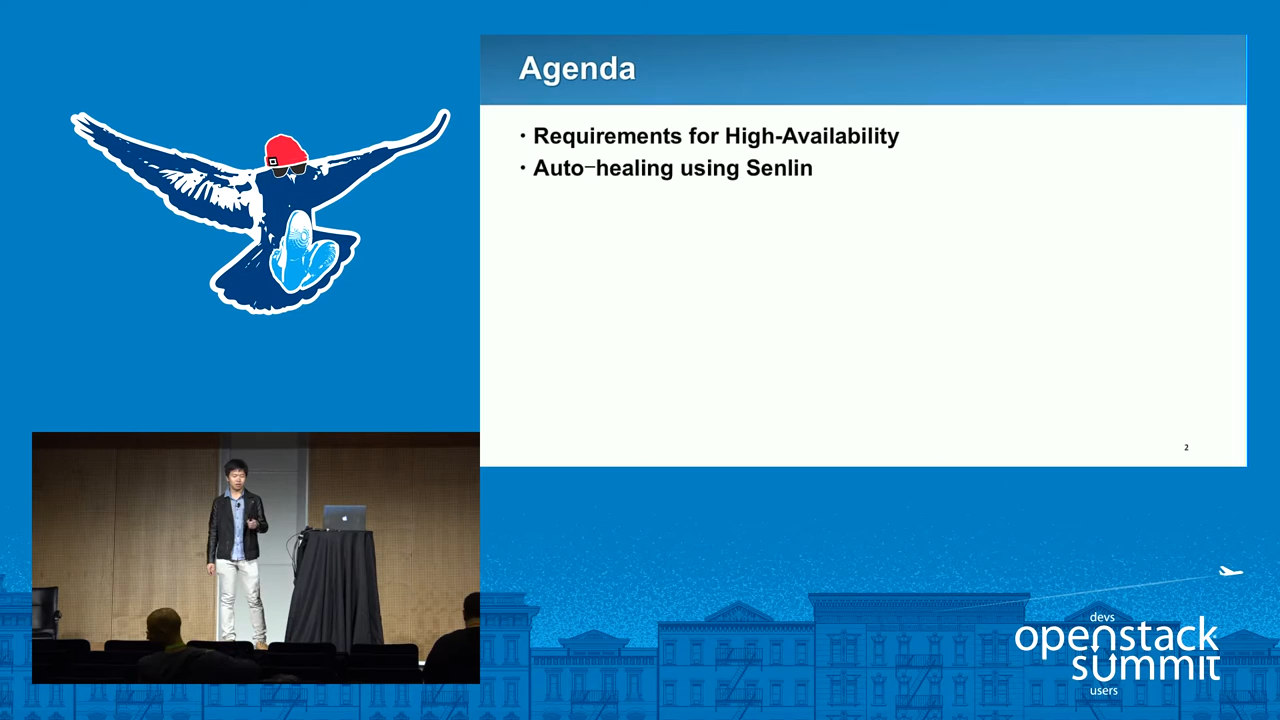 Agenda
· Requirements for High-Availability
· Auto-healing using Senlin
2
devs
openstack
summit
users